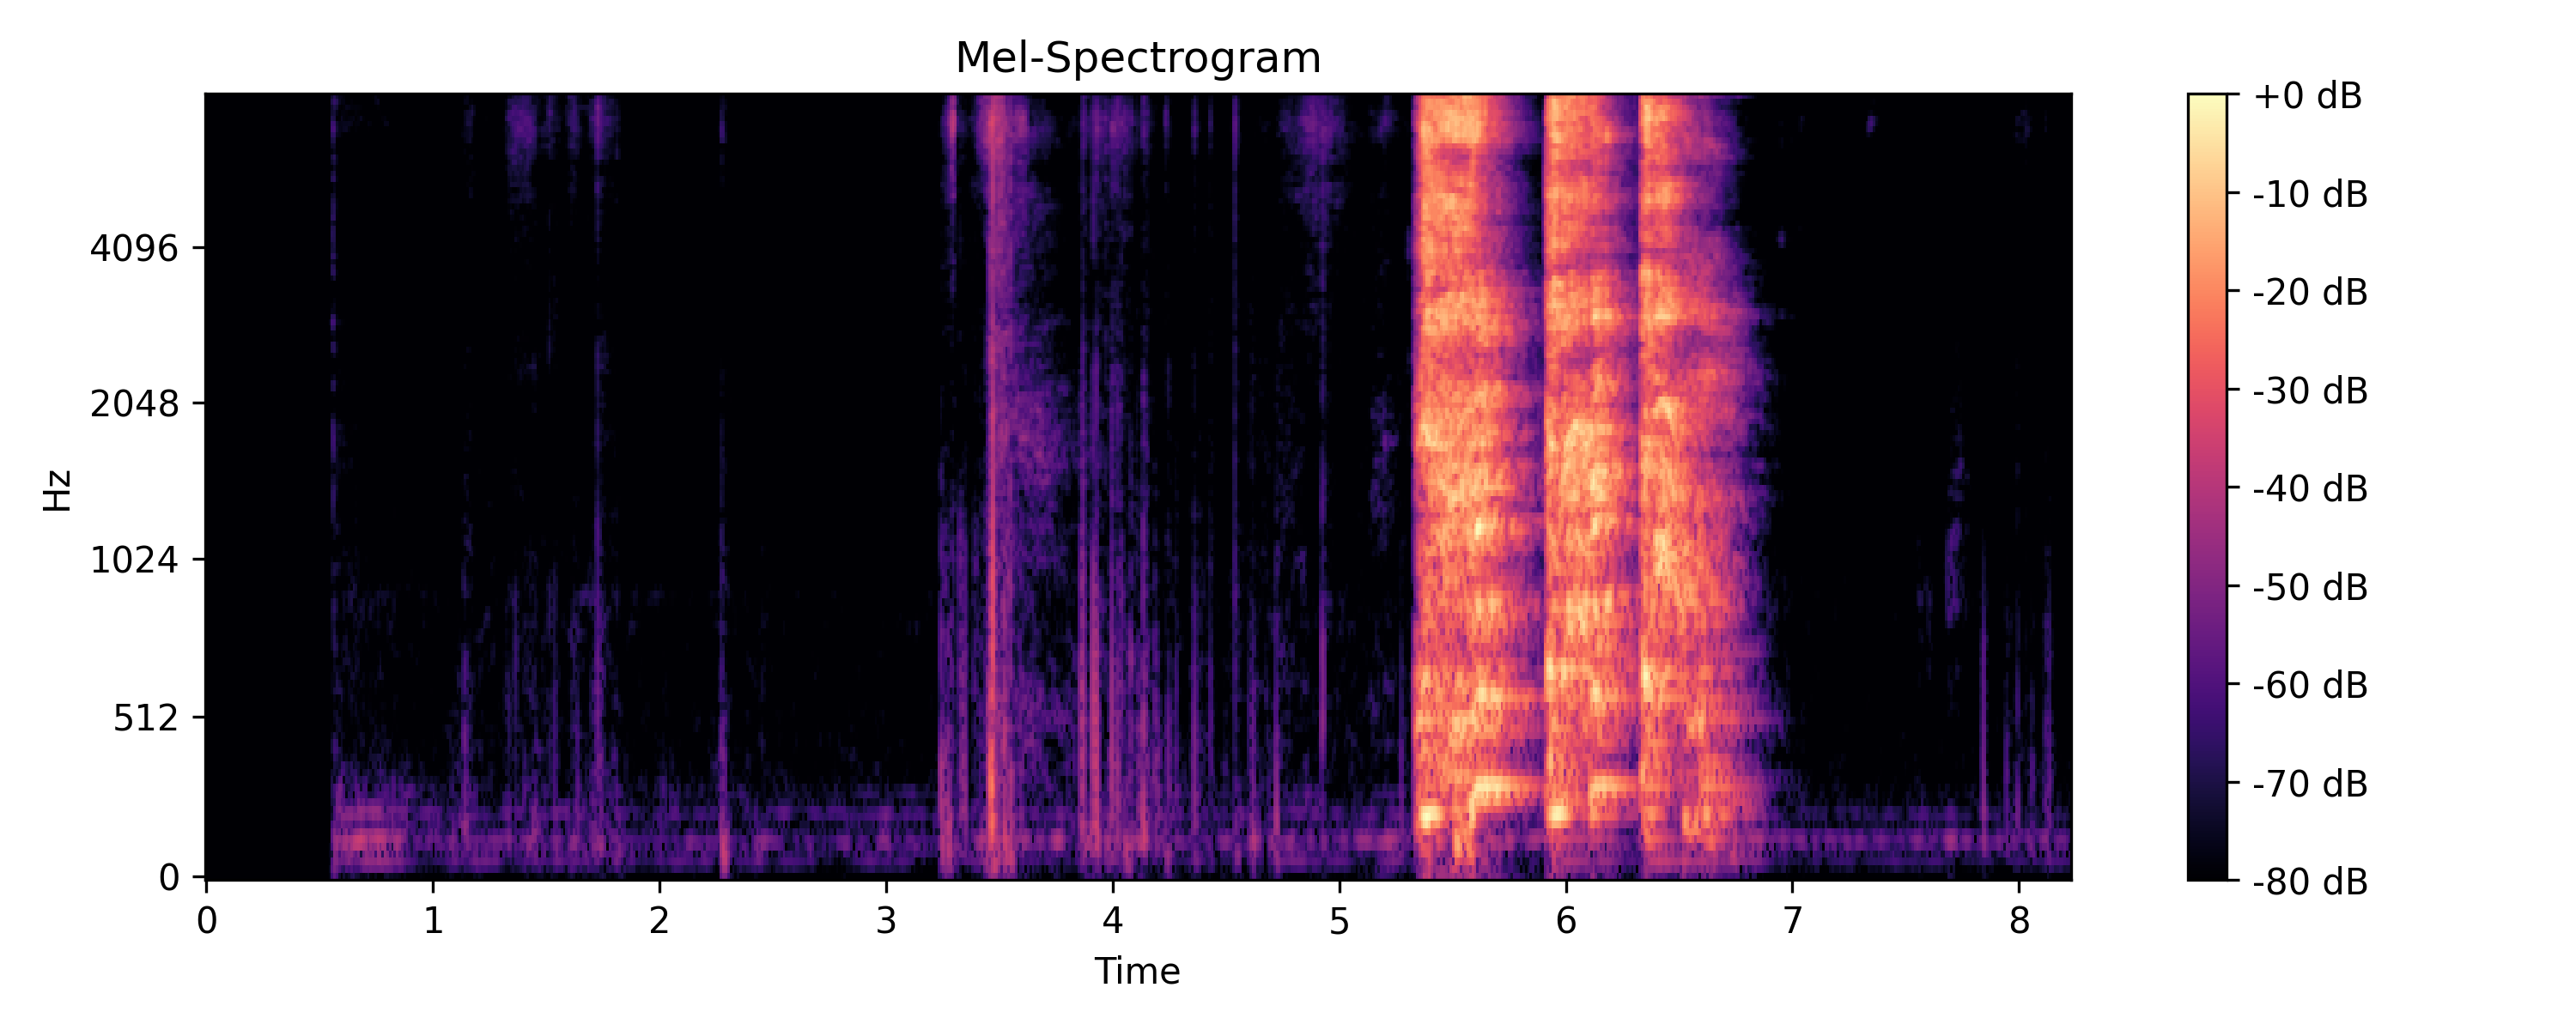 Mel-Spectrogram
+0 dB
-10 dB
-20 dB
-30 dB
-40 dB
-50 dB
-60 dB
-70 dB
-80 dB
Hz
4096
2048
1024
512
0
0 1 2 3 4 5 6 7 8
Time